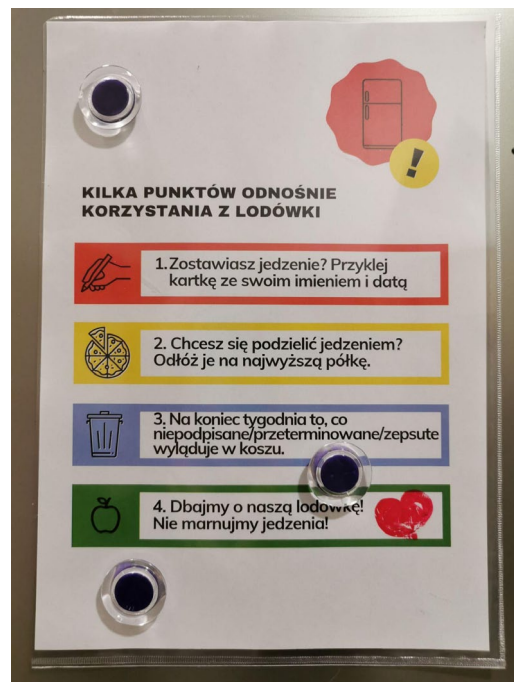 !
KILKA PUNKTÓW ODNOŚNIE
KORZYSTANIA Z LODÓWKI
1. Zostawiasz jedzenie? Przyklej
kartkę ze swoim imieniem i datą
2. Chcesz się podzielić jedzeniem?
Odłóż je na najwyższą półkę.
3. Na koniec tygodnia to, co
niepodpisane/przeterminowane/zepsute
wyląduje w koszu.
4. Dbajmy o naszą lodówkę!
Nie marnujmy jedzenia!